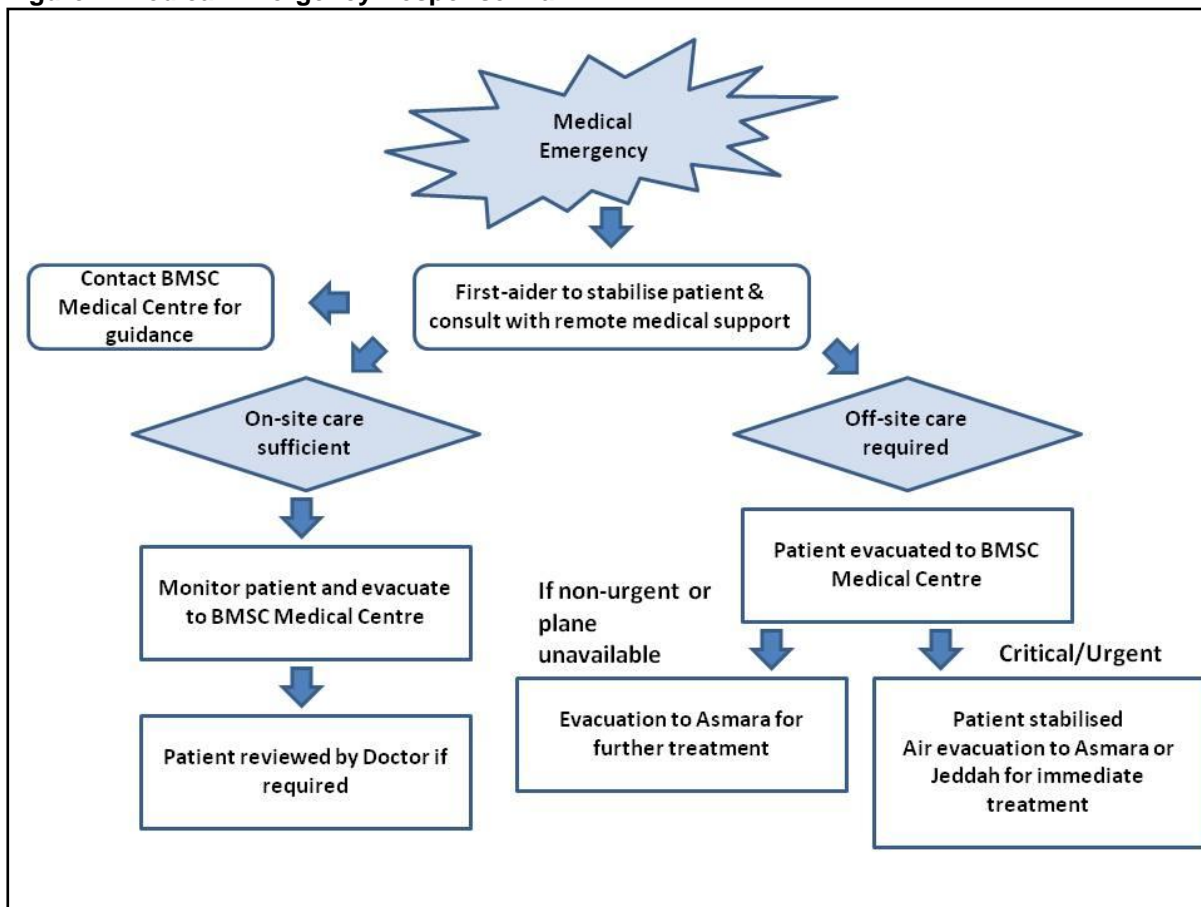 Medical
Emergency
Contact BMSC
Medical Centre for
guidance
First-aider to stabilise patient &
consult with remote medical support
On-site care
sufficient
Off-site care
required
Monitor patient and evacuate
to BMSC Medical Centre
Patient evacuated to BMSC
Medical Centre
If non-urgent or
plane
unavailable
Critical/Urgent
Patient reviewed by Doctor if
required
Evacuation to Asmara for
further treatment
Patient stabilised
Air evacuation to Asmara or
Jeddah for immediate
treatment